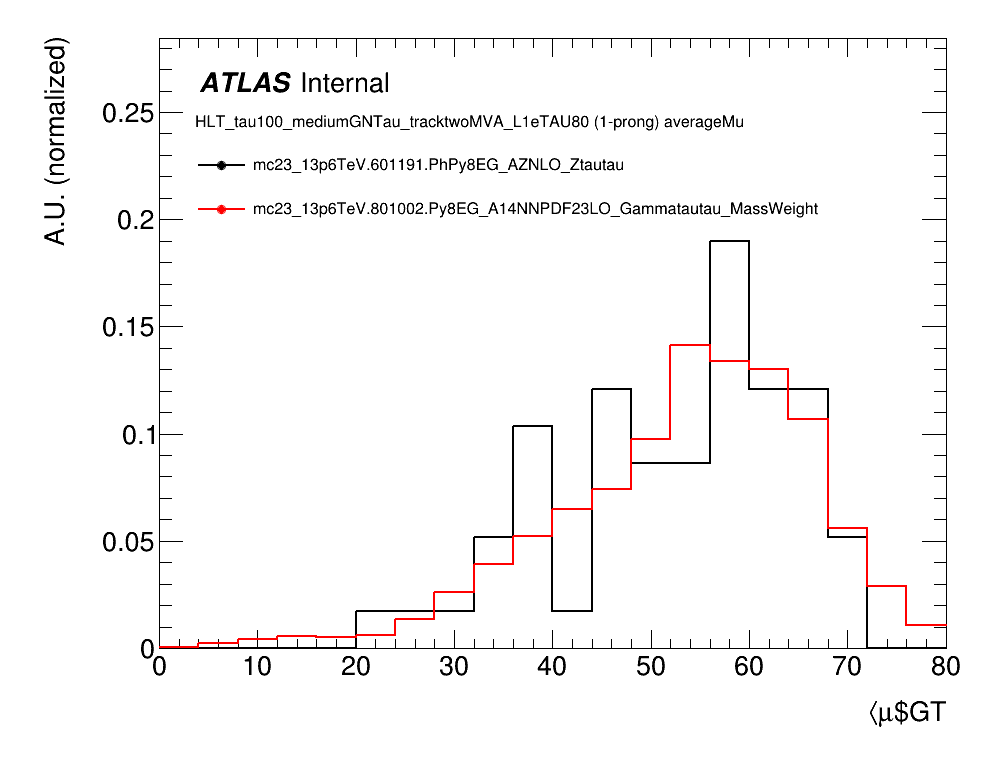 A.U. (normalized)
ATLAS Internal
HLT_tau100_mediumGNTau_tracktwoMVA_L1eTAU80 (1-prong) averageMu
mc23_13p6TeV.601191.PhPy8EG_AZNLO_Ztautau
mc23_13p6TeV.801002.Py8EG_A14NNPDF23LO_Gammatautau_MassWeight
0.25
0.2
0.15
0.1
0.05
0
0 10 20 30 40 50 60 70 80
⟨μ$GT